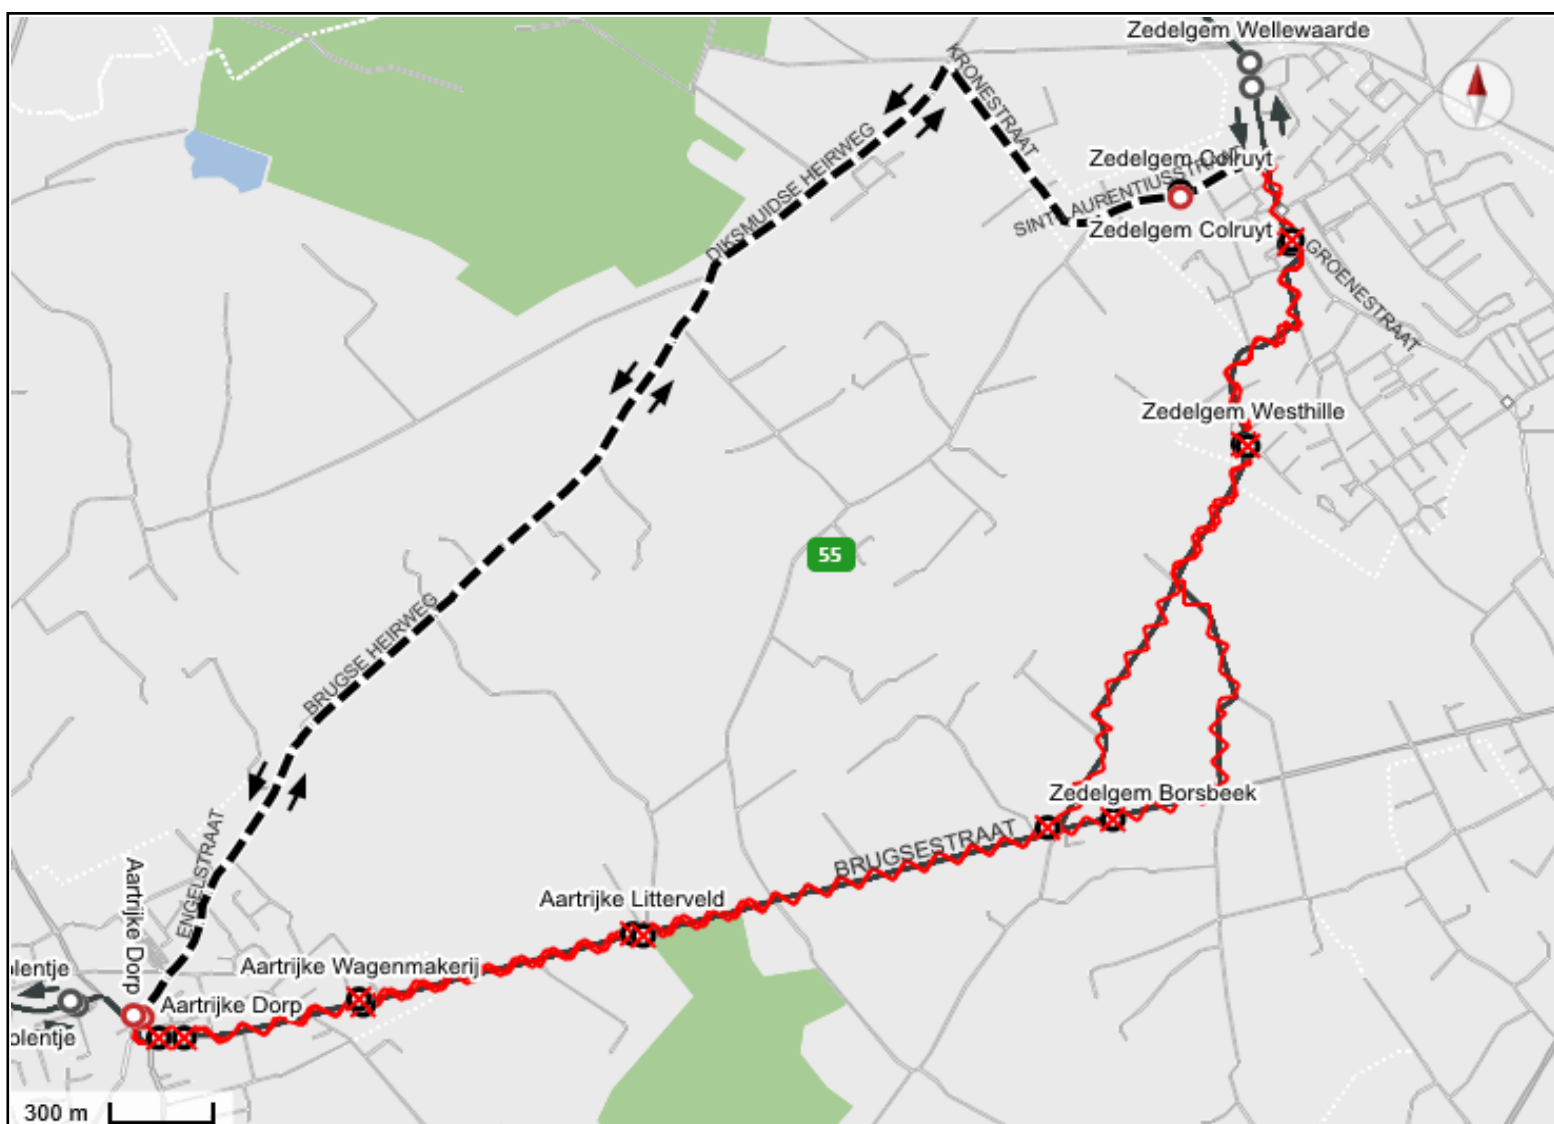 Zedelgem Wellewaarde
KRONESTRAAT
DIKSMUIDSE HEIRWEG
Zedelgem Colruyt
SINT-LAURENTIUSSTRAAT
Zedelgem Colruyt
GROENESTRAAT
Zedelgem Westhille
55
BRUGSE HEIRWEG
Zedelgem Borsbeek
BRUGSESTRAAT
ENGELSTRAAT
Aartrijke Dorp
Aartrijke Litterveld
Aartrijke Wagenmakerij
olentje
Aartrijke Dorp
olentje
300 m